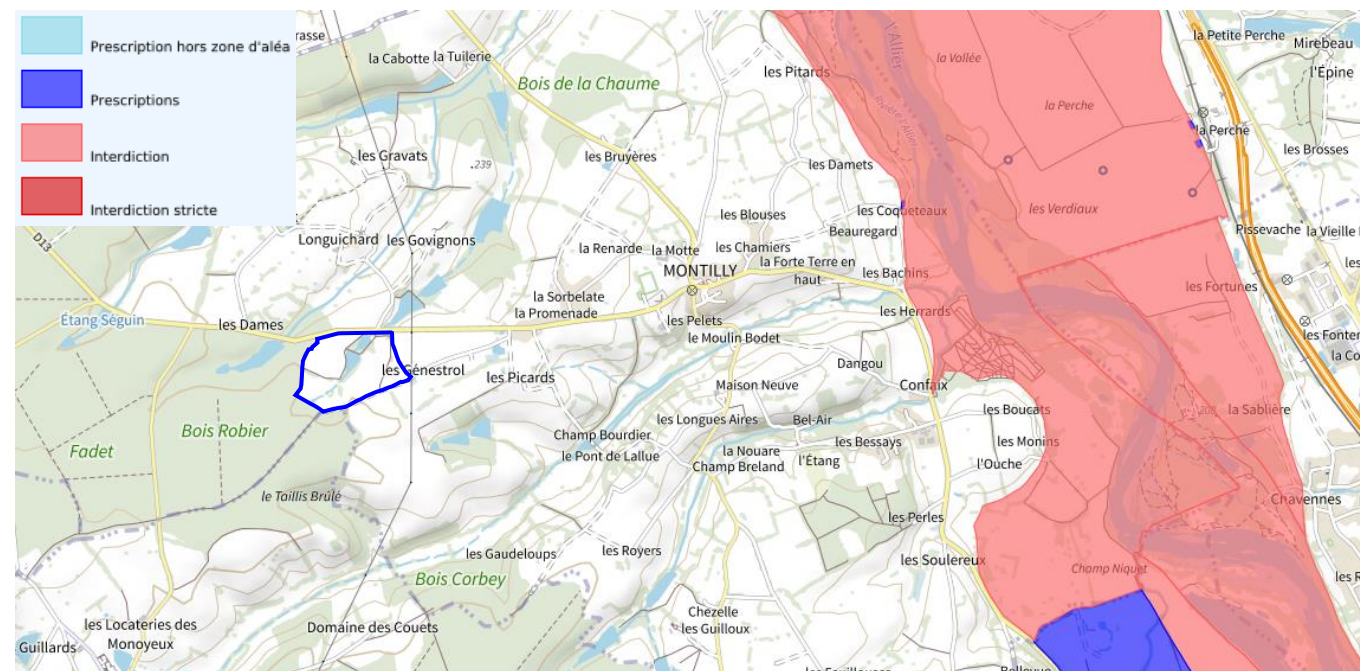 Prescription hors zone d'aléa
Prescriptions
Interdiction
Interdiction stricte
la Cabotte
la Tuilerie
Bois de la Chaume
les Pitards
l'Allier
Rivière l'Allier
la Vallée
la Petite Perche
Mirebeau
l'Épine
la Perche
la Perche
les Brosses
les Gravats
239
les Bruyères
les Damets
les Verdiaux
les Blouses
les Coqueteaux
Beauregard
Pissevache
la Vieille
D13
Longuichard
les Govignons
la Renarde
la Motte
les Chamiers
MONTILLY
la Forte Terre en
haut
les Bachins
les Fortunes
la Sorbelate
la Promenade
Étang Séguin
les Dames
les Pelets
les Herrards
le Moulin Bodet
les Génestrol
les Picards
Dangou
Maison Neuve
Confaix
les Boucats
la Sablière
les Longues Aires
Bel-Air
Bois Robier
Fadet
Champ Bourdier
le Pont de Lallue
les Bessays
les Monins
la Nouare
l'Étang
l'Ouche
Champ Breland
le Taillis Brûlé
Chavennes
les Perles
les Gaudeloups
les Royers
les Soulereux
Champ Niquet
Bois Corbey
Chezelle
les Guilloux
les Locateries des
Monoyeux
Domaine des Couets
Guillards
Bellevue